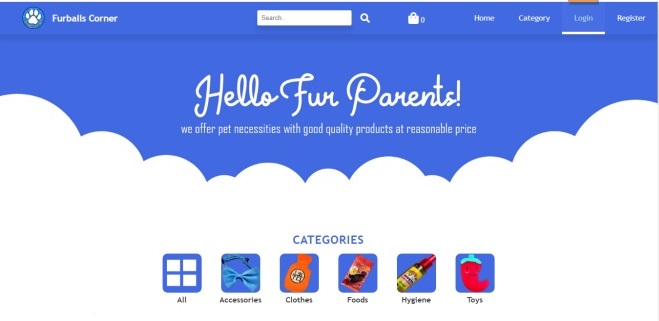 Furballs Corner
Search..
0
Home
Category
Login
Register
Hello Fur Parents!
we offer pet necessities with good quality products at reasonable price
CATEGORIES
All
Accessories
Clothes
Foods
Hygiene
Toys